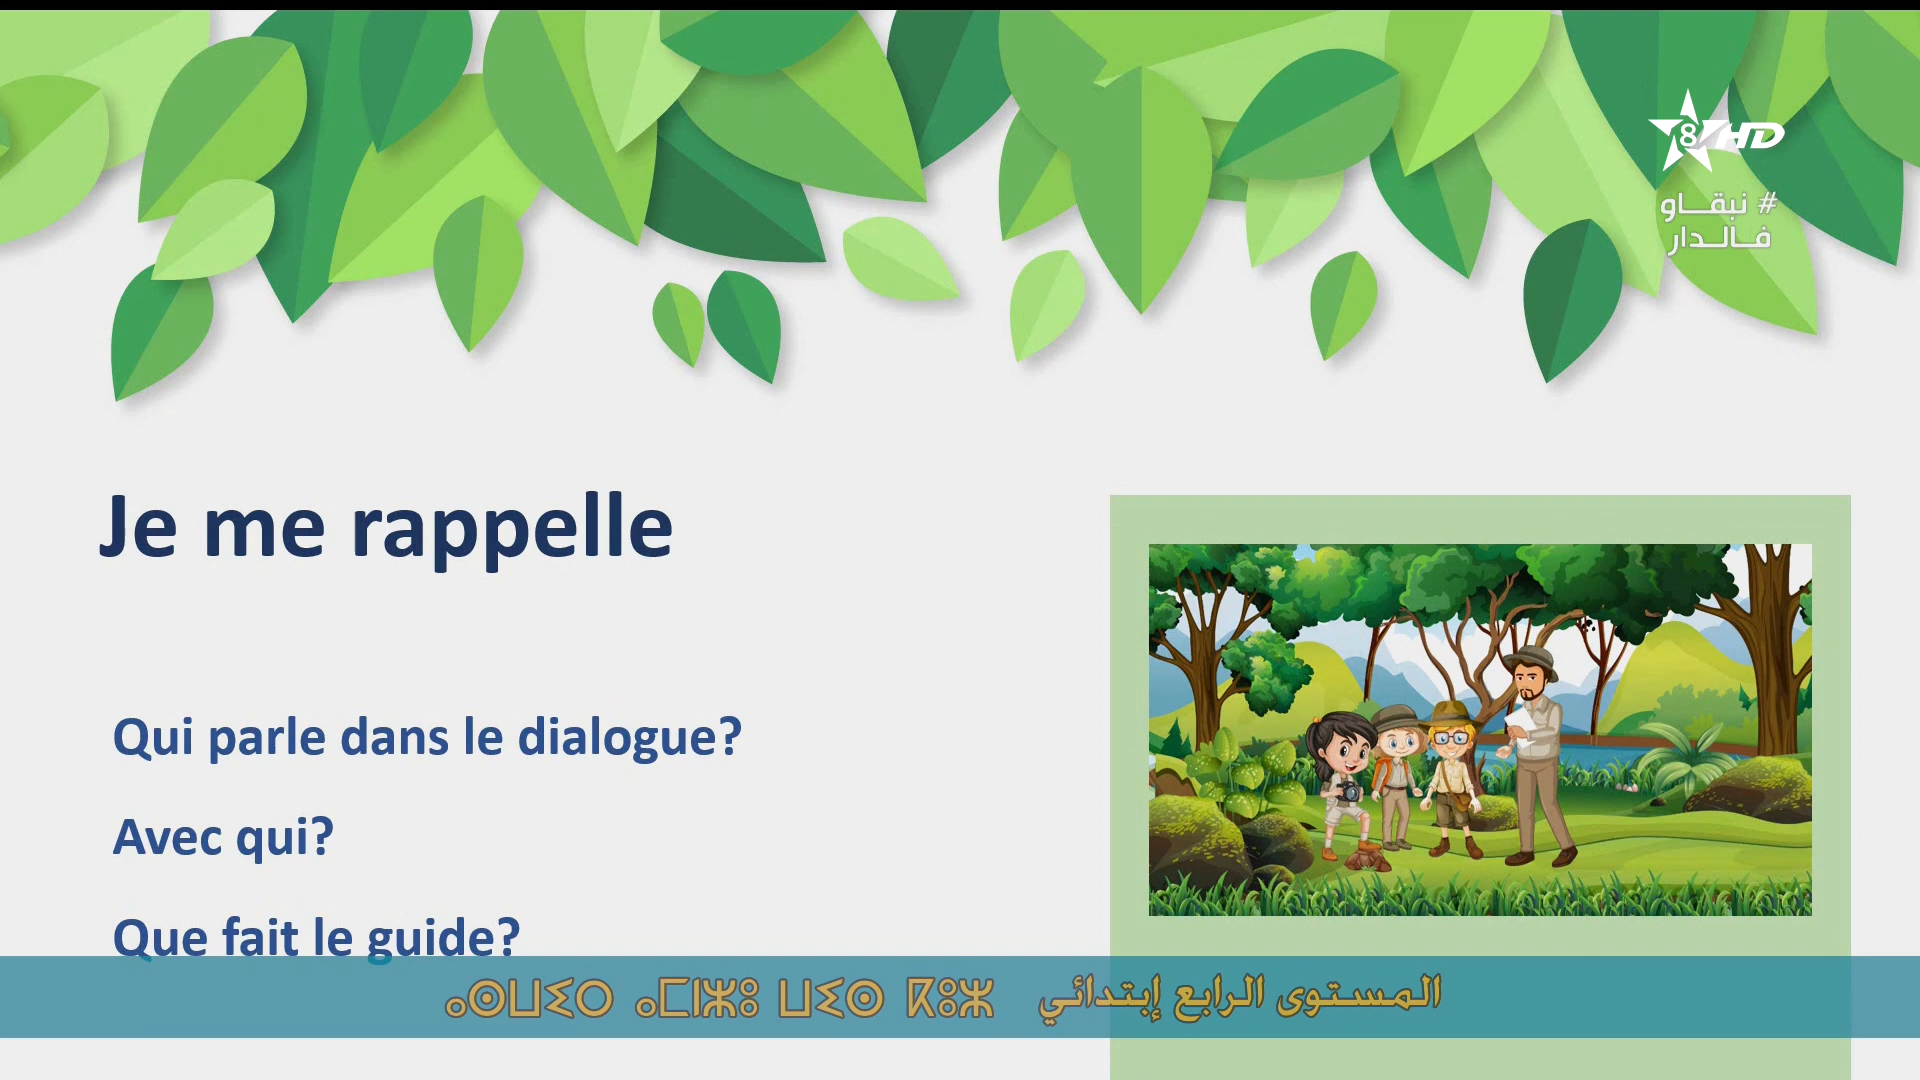 8 HD
# نبقاو
فالدار
Je me rappelle
Qui parle dans le dialogue?
Avec qui?
Que fait le guide?
ⴰⵙⵡⵉⵔ ⴰⵎⵏⵣⵓ ⵡⵉⵙ ⴽⵓⵣ المستوى الرابع إبتدائي